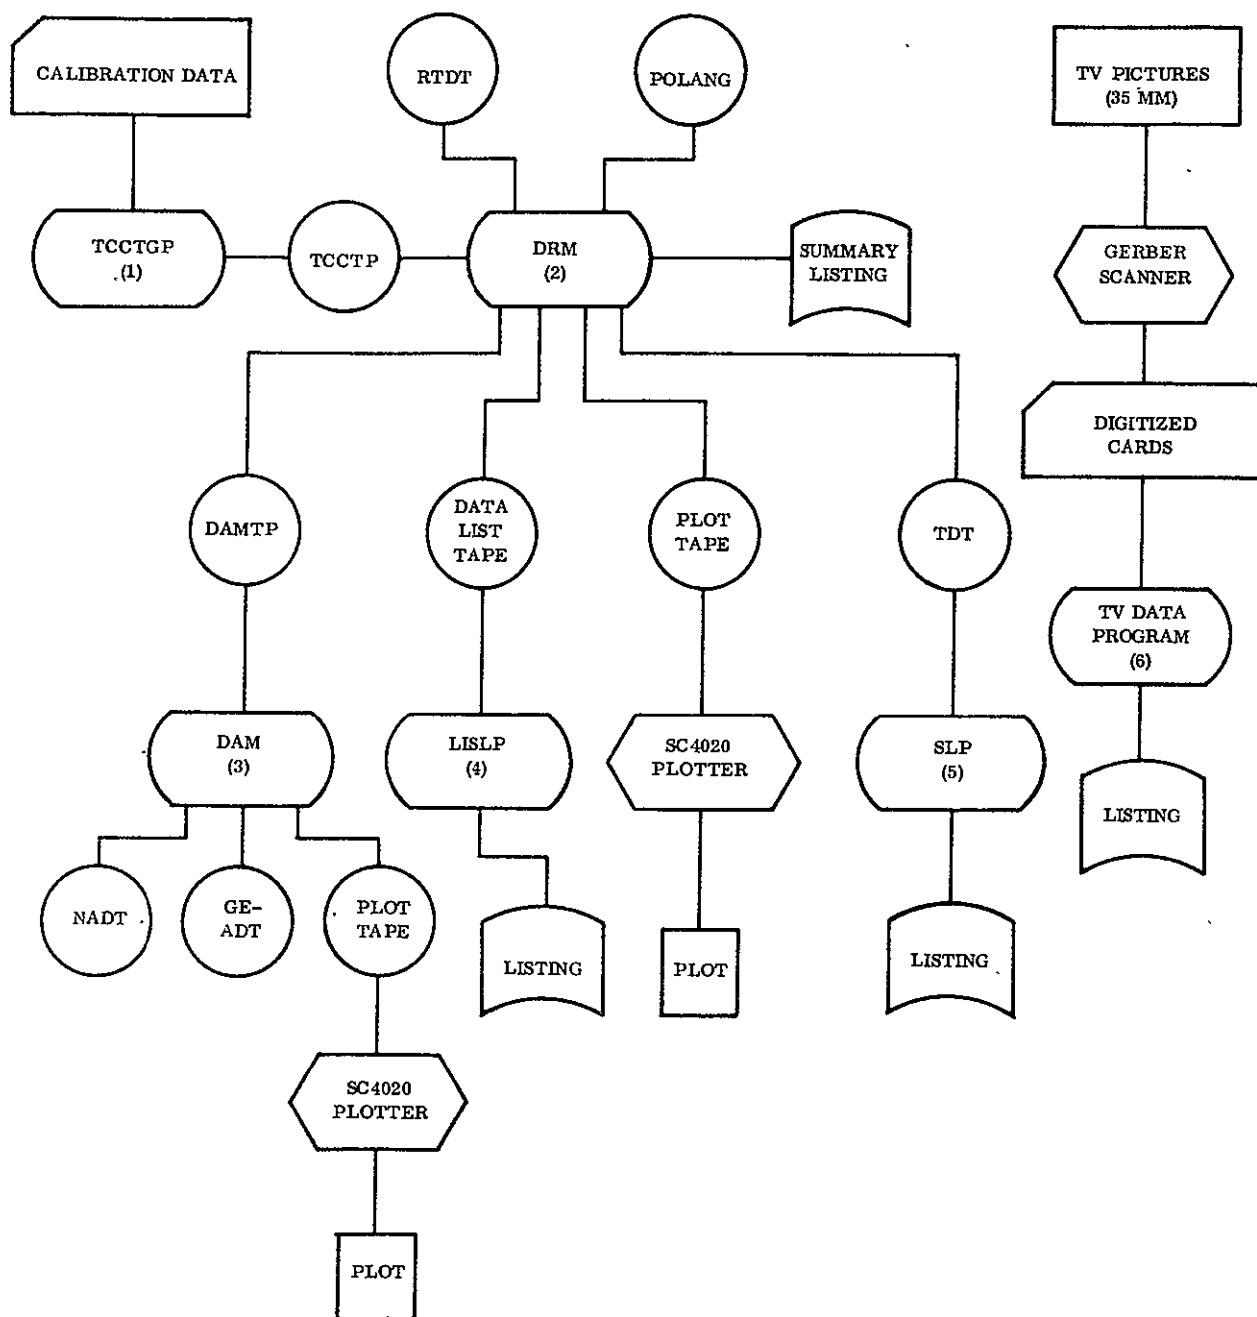 CALIBRATION DATA
RTDT
POLANG
TV PICTURES
(35 MM)
TCCTGP
(1)
TCCTP
DRM
(2)
SUMMARY
LISTING
GERBER
SCANNER
DIGITIZED
CARDS
DAMTP
DATA
LIST
TAPE
PLOT
TAPE
TDT
TV DATA
PROGRAM
(6)
DAM
(3)
LISLP
(4)
SC4020
PLOTTER
SLP
(5)
LISTING
NADT
GE-
ADT
PLOT
TAPE
LISTING
PLOT
LISTING
SC4020
PLOTTER
PLOT